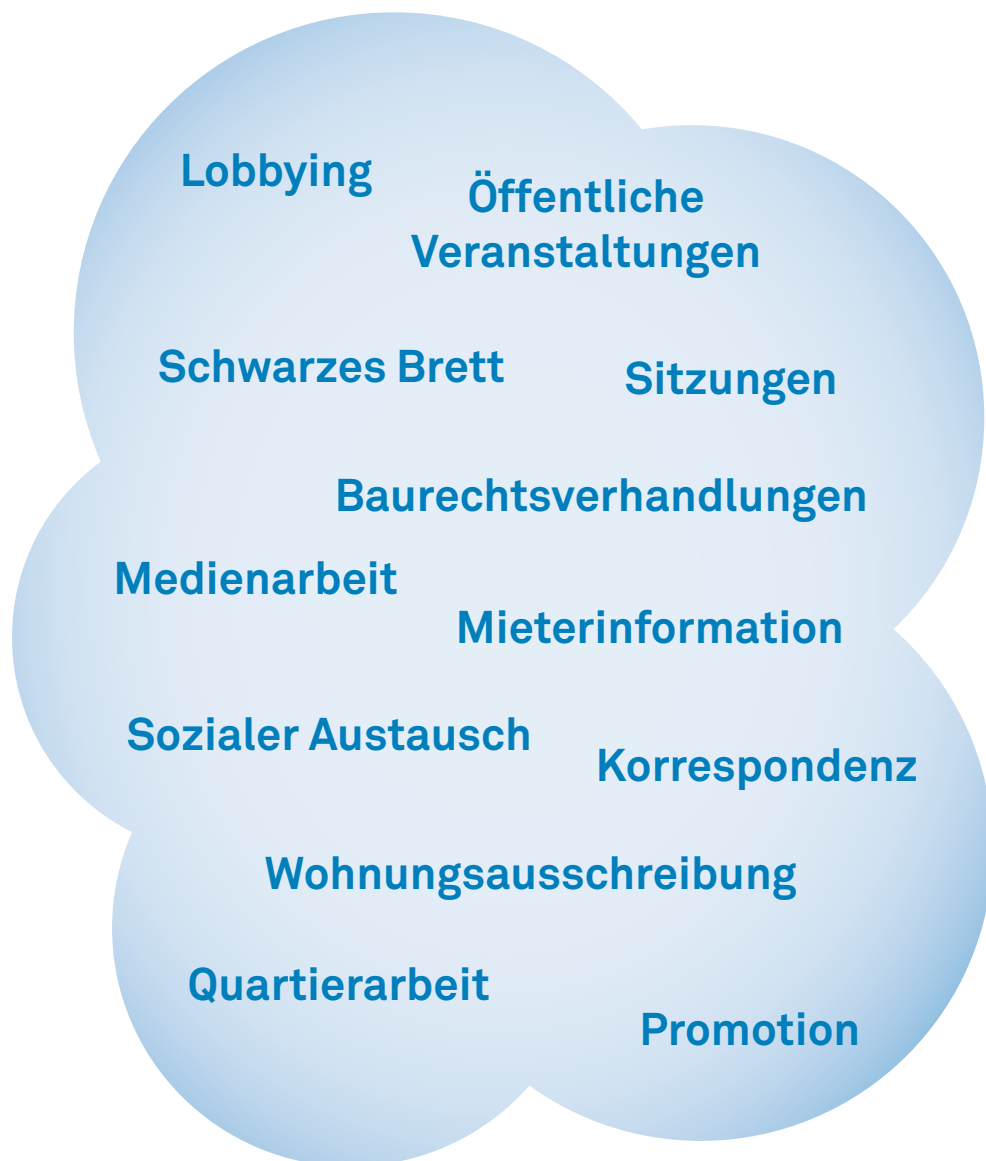 Lobbying
Öffentliche
Veranstaltungen
Schwarzes Brett
Sitzungen
Baurechtsverhandlungen
Medienarbeit
Mieterinformation
Sozialer Austausch
Korrespondenz
Wohnungsausschreibung
Quartierarbeit
Promotion